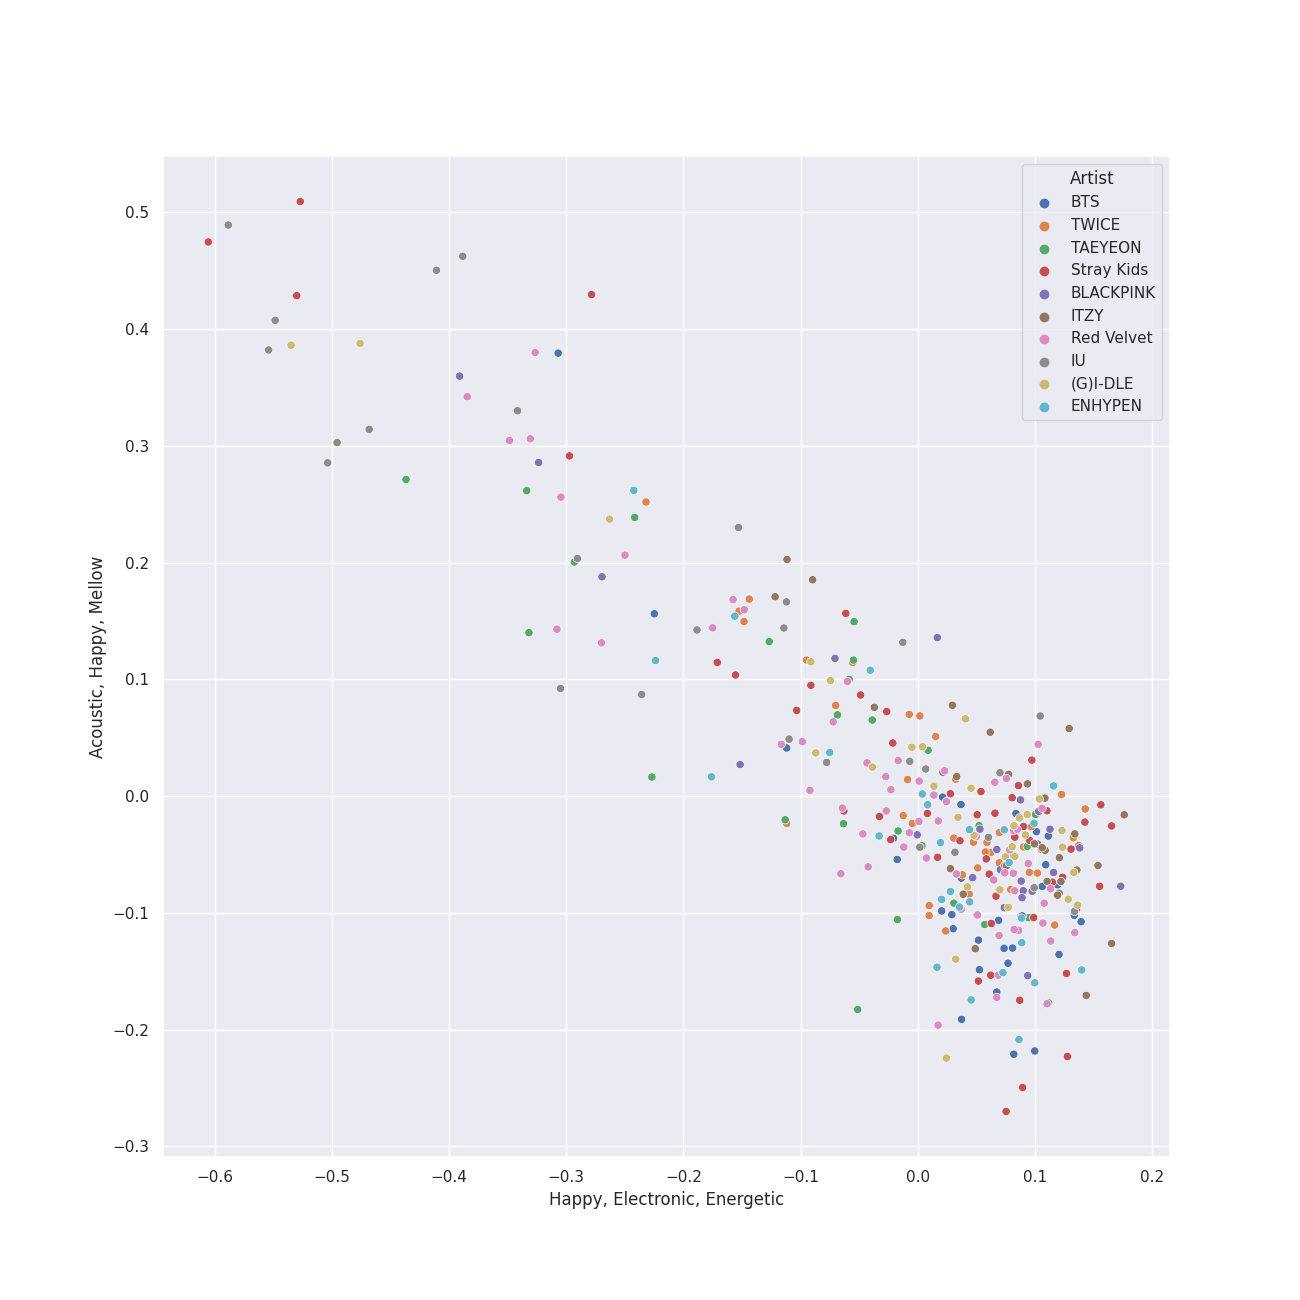 Artist
BTS
TWICE
TAEYEON
Stray Kids
BLACKPINK
ITZY
Red Velvet
IU
(G)I-DLE
ENHYPEN
0.5
0.4
0.3
0.2
0.1
0.0
−0.1
−0.2
−0.3
Acoustic, Happy, Mellow
−0.6 −0.5 −0.4 −0.3 −0.2 −0.1 0.0 0.1 0.2
Happy, Electronic, Energetic